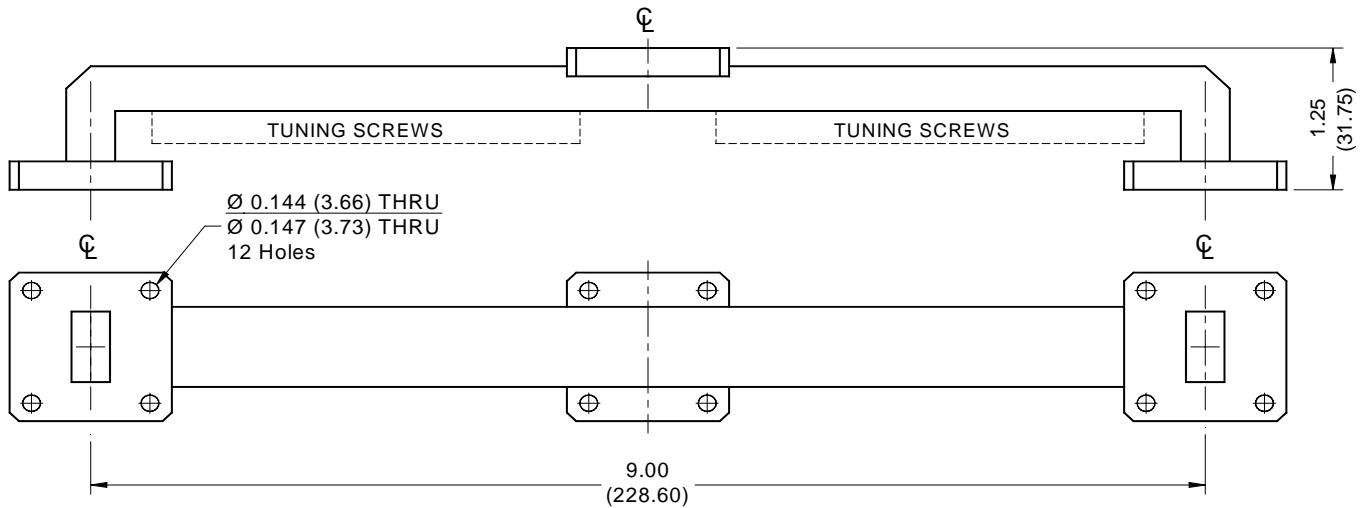 ℄
TUNING SCREWS
TUNING SCREWS
1.25
(31.75)
Ø 0.144 (3.66) THRU
Ø 0.147 (3.73) THRU
12 Holes
℄
℄
9.00
(228.60)